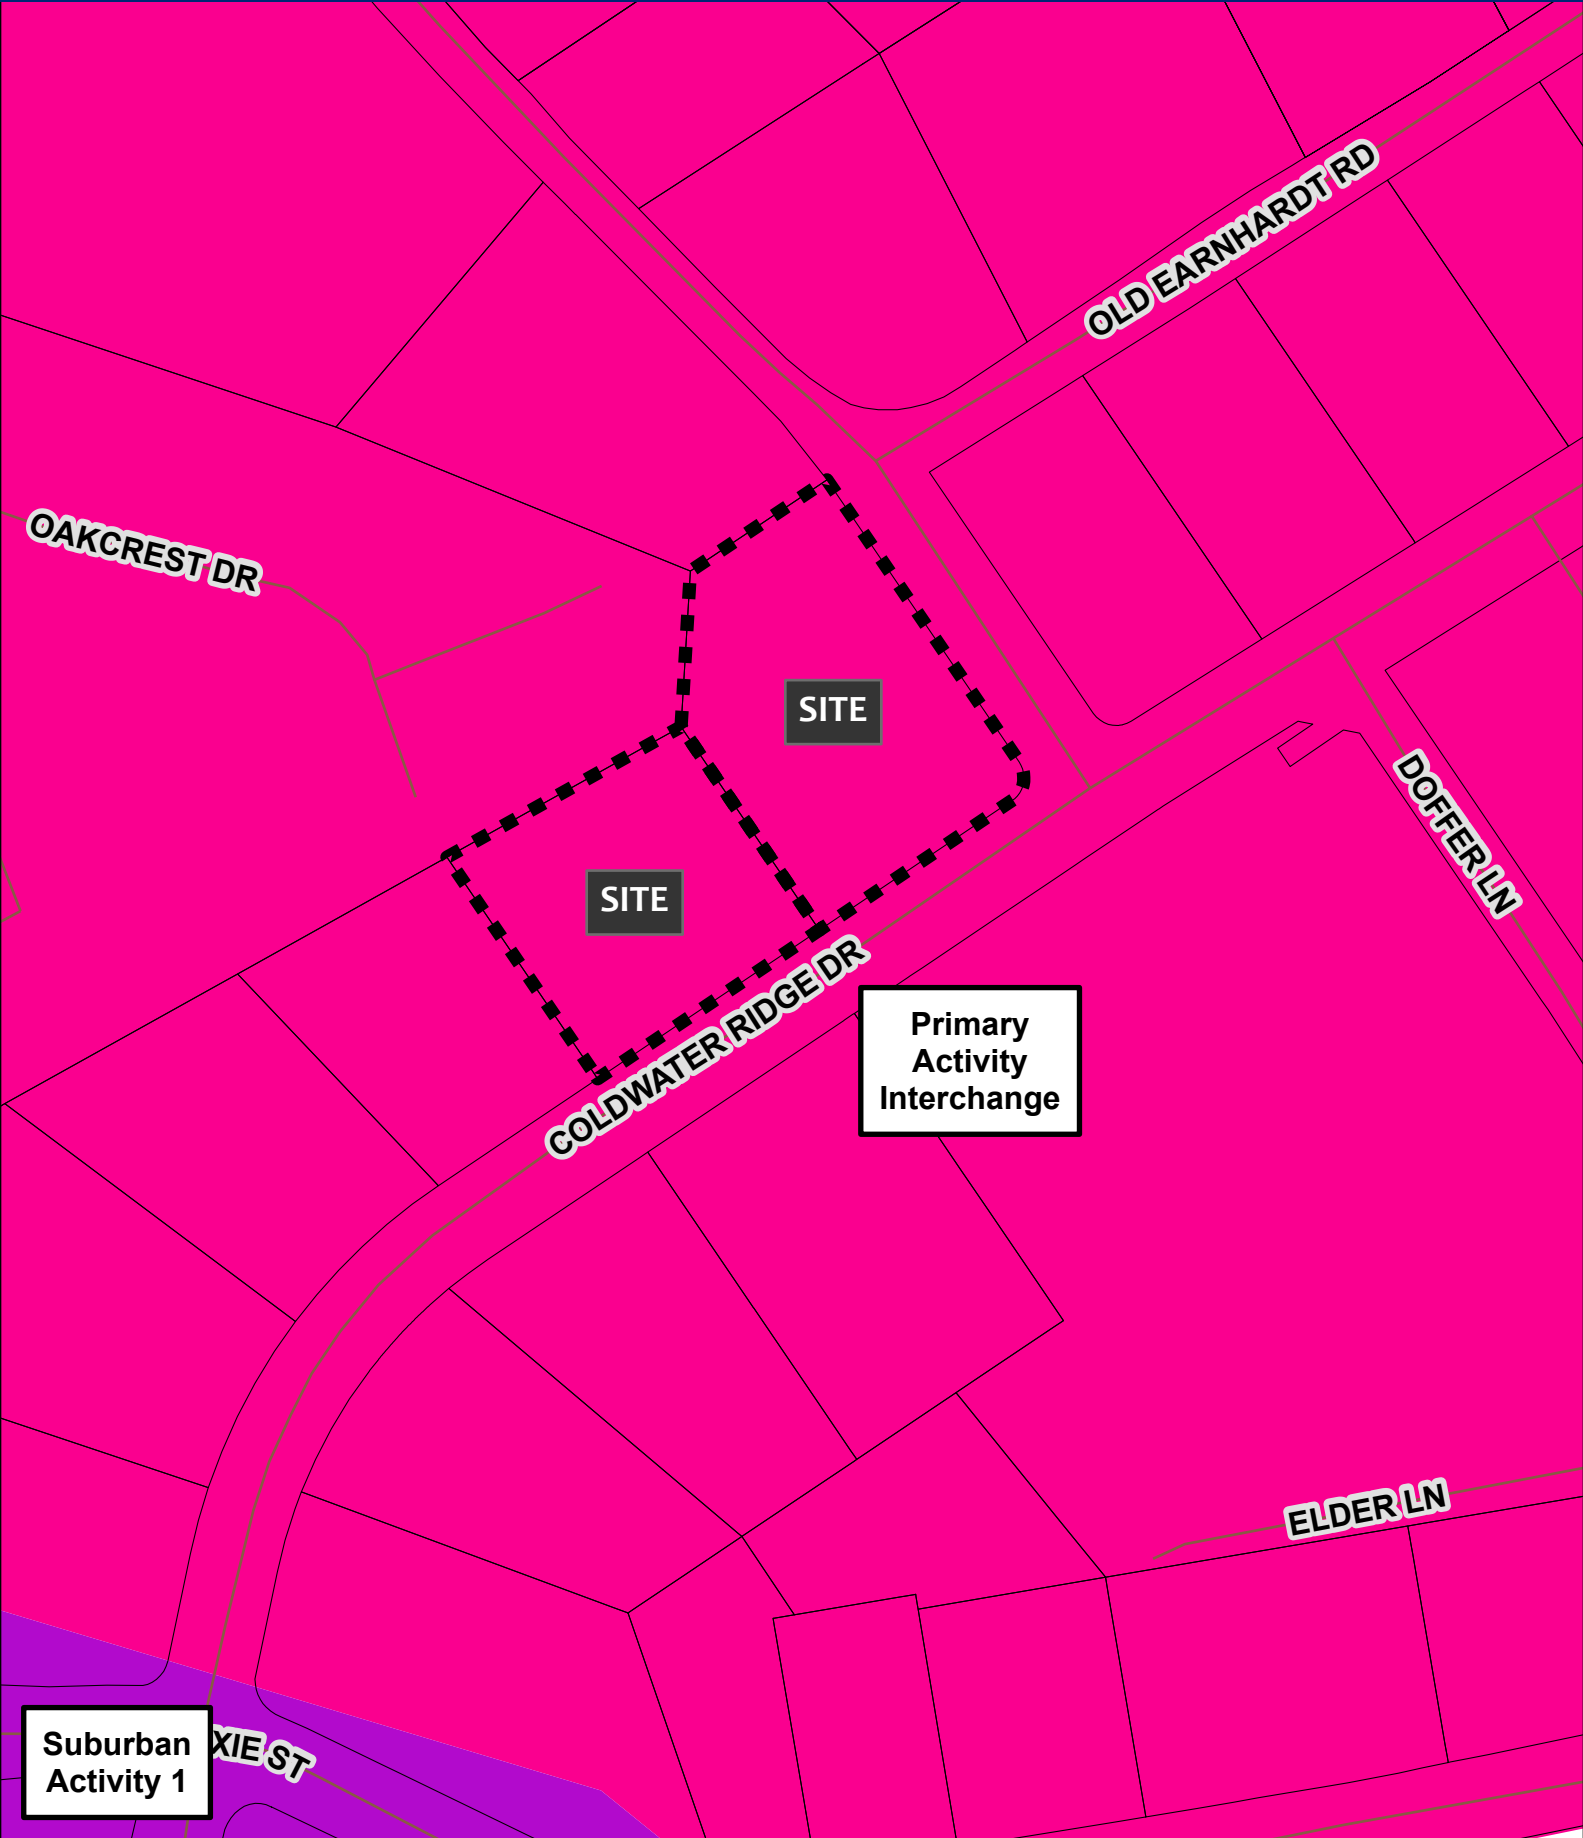 OLD EARNHARDT RD
OAKCREST DR
SITE
DOFFER LN
SITE
COLDWATER RIDGE DR
Primary
Activity
Interchange
ELDER LN
Suburban
Activity 1
XIE ST